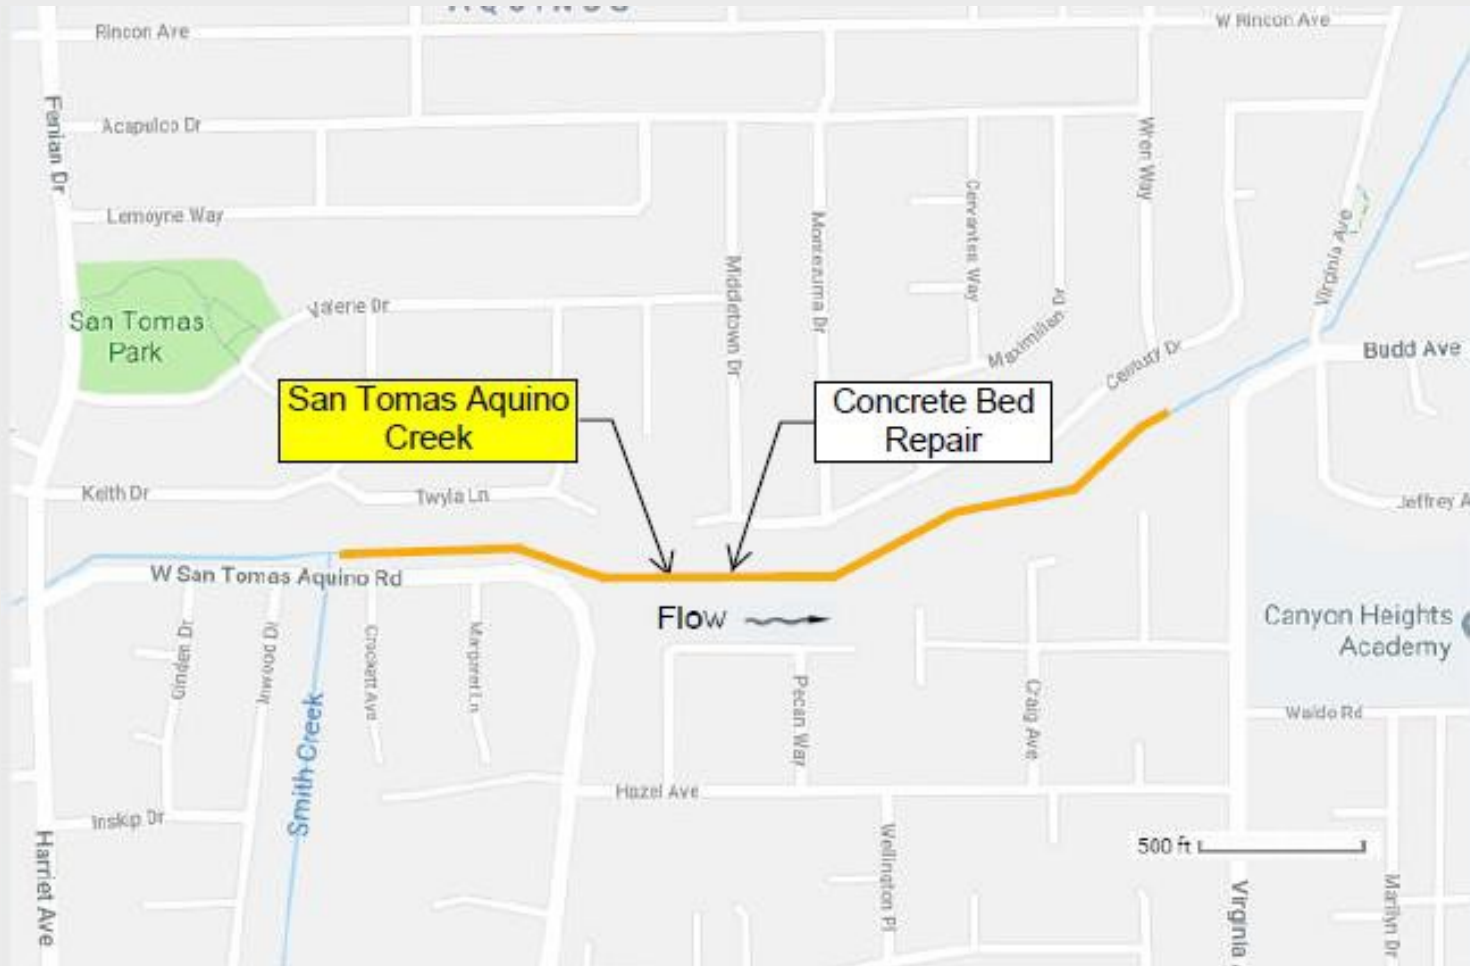 AQUINOS
Rincon Ave
W Rincon Ave
Fenian Dr
Acapulco Dr
Wren Way
Lemoyne Way
Cervantes Way
Montezuma Dr
Middletown Dr
Virginia Ave
Valerie Dr
San Tomas
Park
Maximilian Dr
Century Dr
Budd Ave
San Tomas Aquino
Creek
Concrete Bed
Repair
Keith Dr
Twyla Ln
Jeffrey A
W San Tomas Aquino Rd
Flow
Canyon Heights
Academy
Ginden Dr
Inwood Dr
Crockett Ave
Margaret Ln
Smith Creek
Pecan Way
Craig Ave
Waldo Rd
Hazel Ave
Inskip Dr
Harriet Ave
Wellington Pl
500 ft
Virginia
Marilyn Dr